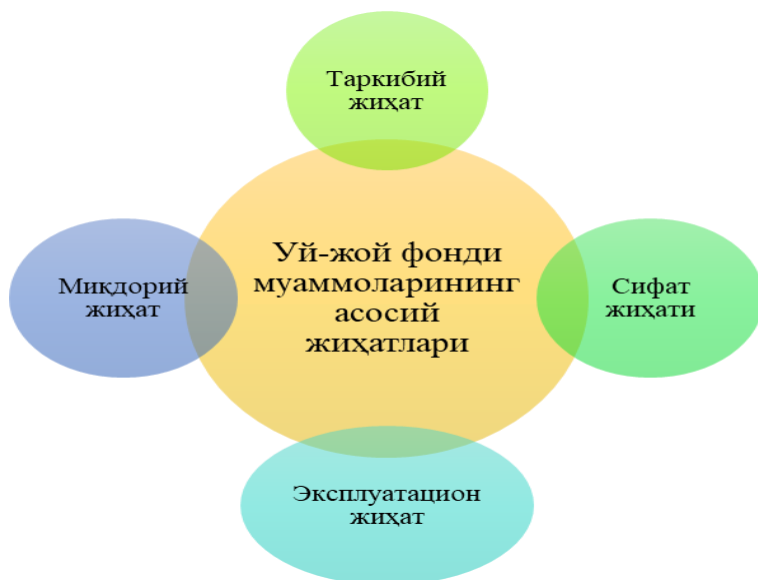 Таркибий
жиҳат
Миқдорий
жиҳат
Уй-жой фонди
муаммоларининг
асосий
жиҳатлари
Сифат
жиҳати
Эксплуатацион
жиҳат